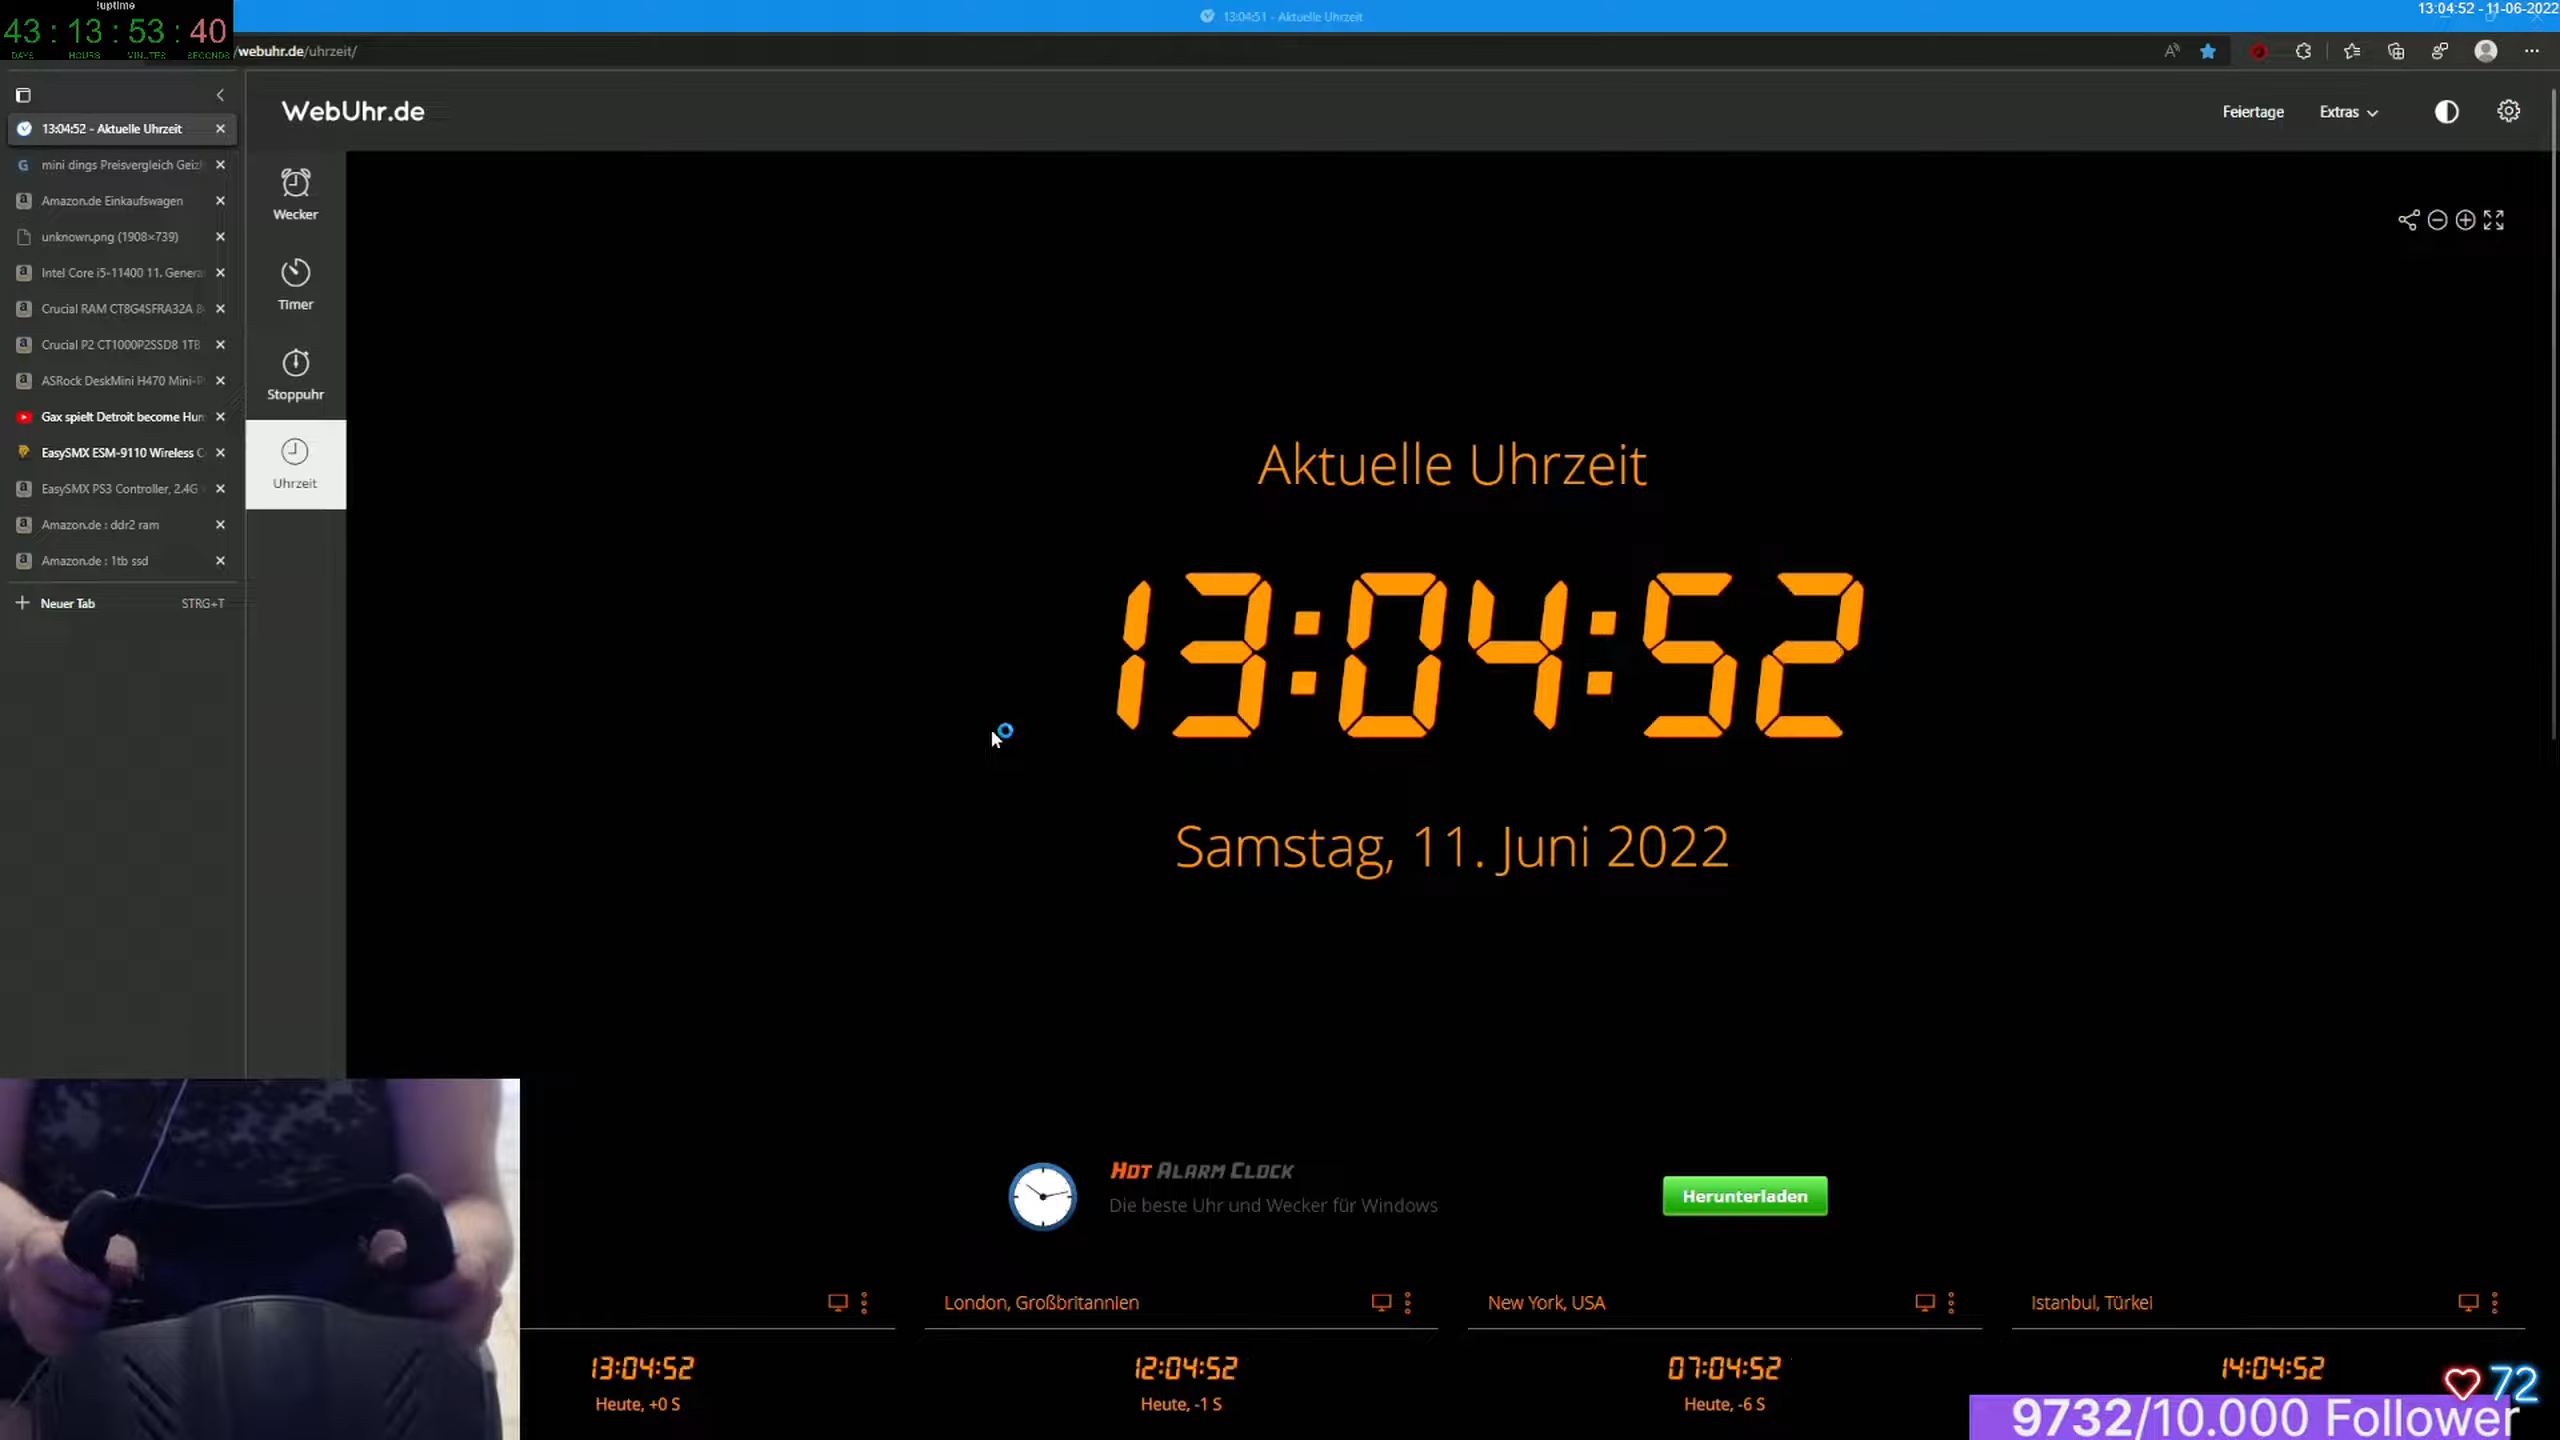 !uptime
43 : 13 : 53 : 40
DAYS HOURS MINUTES SECONDS
13:04:51 - Aktuelle Uhrzeit
13:04:52 - 11-06-2022
/webuhr.de/uhrzeit/
WebUhr.de
Feiertage
Extras
13:04:52 - Aktuelle Uhrzeit
mini dings Preisvergleich Geiz
Amazon.de Einkaufswagen
unknown.png (1908×739)
Intel Core i5-11400 11. Genera
Crucial RAM CT8G4SFRA32A 8
Crucial P2 CT1000P2SSD8 1TB
ASRock DeskMini H470 Mini-P
Gax spielt Detroit become Hum
EasySMX ESM-9110 Wireless C
EasySMX PS3 Controller, 2.4G
Amazon.de : ddr2 ram
Amazon.de : 1tb ssd
Neuer Tab STRG+T
Wecker
Timer
Stoppuhr
Uhrzeit
Aktuelle Uhrzeit
13:04:52
Samstag, 11. Juni 2022
HOT ALARM CLOCK
Die beste Uhr und Wecker für Windows
Herunterladen
London, Großbritannien
New York, USA
Istanbul, Türkei
13:04:52
12:04:52
07:04:52
14:04:52
Heute, +0 S
Heute, -1 S
Heute, -6 S
72
9732/10.000 Follower